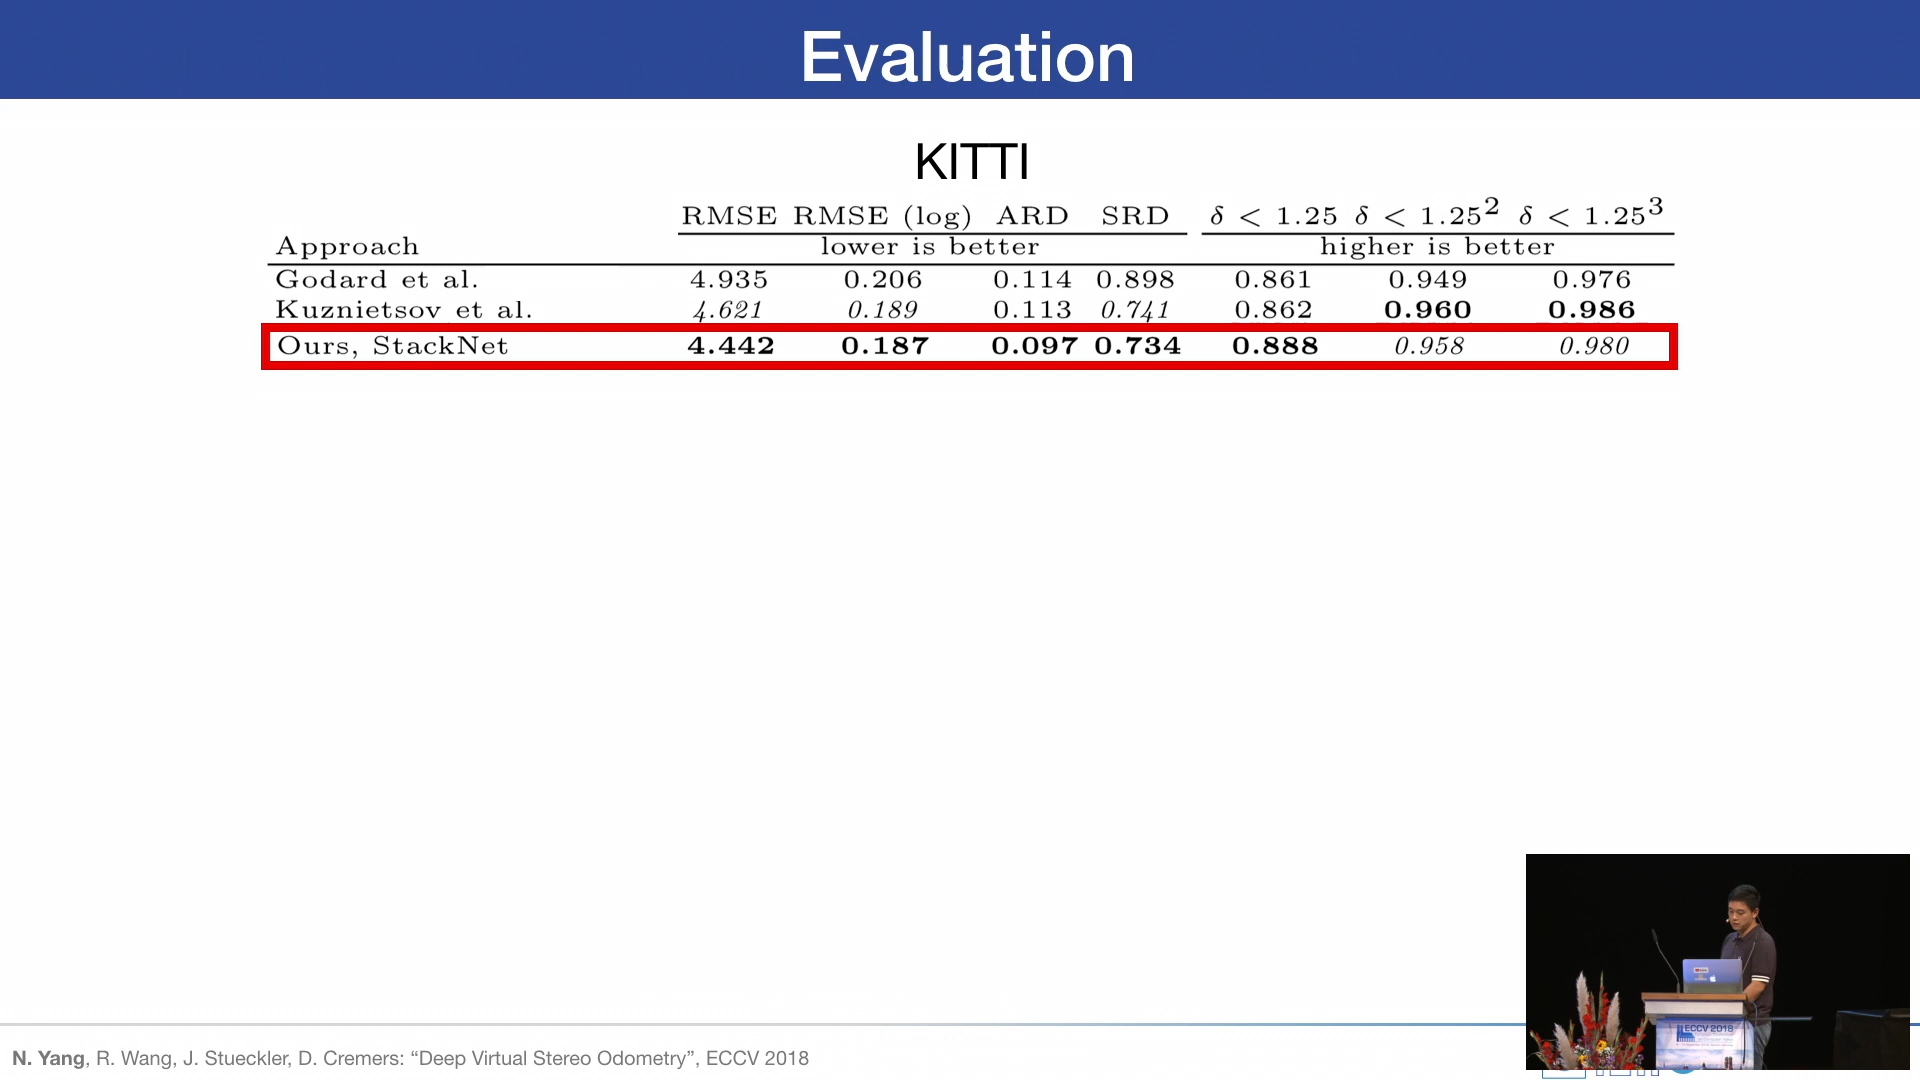 Evaluation
KITTI
RMSE RMSE (log) ARD SRD δ < 1.25 δ < 1.25² δ < 1.25³
Approach lower is better higher is better
Godard et al. 4.935 0.206 0.114 0.898 0.861 0.949 0.976
Kuznietsov et al. 4.621 0.189 0.113 0.741 0.862 0.960 0.986
Ours, StackNet 4.442 0.187 0.097 0.734 0.888 0.958 0.980
ECCV 2018
N. Yang, R. Wang, J. Stueckler, D. Cremers: “Deep Virtual Stereo Odometry”, ECCV 2018